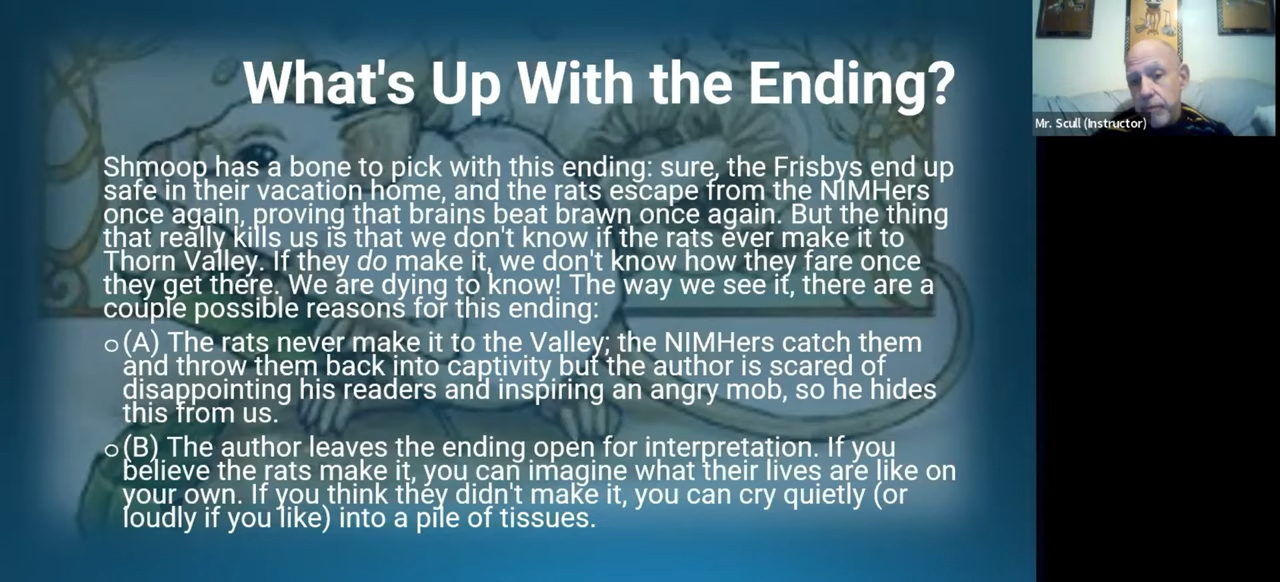 What's Up With the Ending?
Shmoop has a bone to pick with this ending: sure, the Frisbys end up
safe in their vacation home, and the rats escape from the NIMHers
once again, proving that brains beat brawn once again. But the thing
that really kills us is that we don't know if the rats ever make it to
Thorn Valley. If they do make it, we don't know how they fare once
they get there. We are dying to know! The way we see it, there are a
couple possible reasons for this ending:
o (A) The rats never make it to the Valley; the NIMHers catch them
and throw them back into captivity but the author is scared of
disappointing his readers and inspiring an angry mob, so he hides
this from us.
o (B) The author leaves the ending open for interpretation. If you
believe the rats make it, you can imagine what their lives are like on
your own. If you think they didn't make it, you can cry quietly (or
loudly if you like) into a pile of tissues.
Mr. Scull (Instructor)